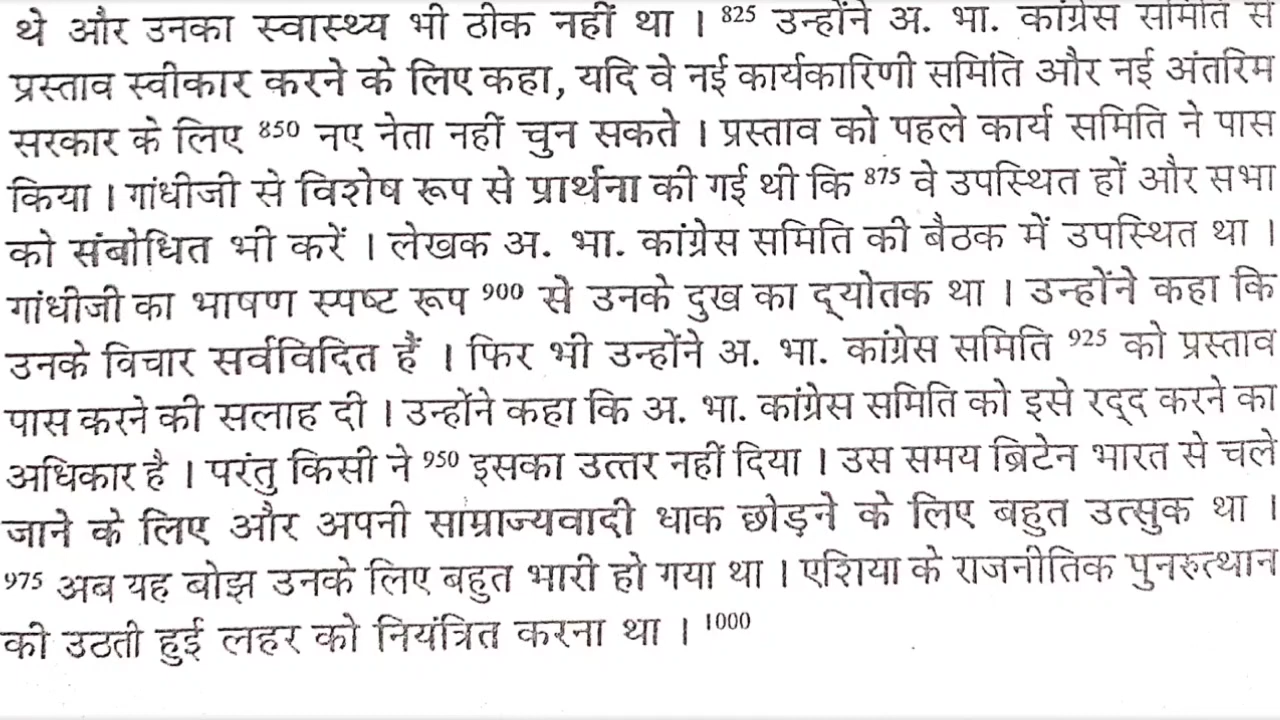 थे और उनका स्वास्थ्य भी ठीक नहीं था । 825 उन्होंने अ. भा. कांग्रेस समिति से
प्रस्ताव स्वीकार करने के लिए कहा, यदि वे नई कार्यकारिणी समिति और नई अंतरिम
सरकार के लिए 850 नए नेता नहीं चुन सकते । प्रस्ताव को पहले कार्य समिति ने पास
किया । गांधीजी से विशेष रूप से प्रार्थना की गई थी कि 875 वे उपस्थित हों और सभा
को संबोधित भी करें । लेखक अ. भा. कांग्रेस समिति की बैठक में उपस्थित था ।
गांधीजी का भाषण स्पष्ट रूप 900 से उनके दुख का द्योतक था । उन्होंने कहा कि
उनके विचार सर्वविदित हैं । फिर भी उन्होंने अ. भा. कांग्रेस समिति 925 को प्रस्ताव
पास करने की सलाह दी । उन्होंने कहा कि अ. भा. कांग्रेस समिति को इसे रद्द करने का
अधिकार है । परंतु किसी ने 950 इसका उत्तर नहीं दिया । उस समय ब्रिटेन भारत से चले
जाने के लिए और अपनी साम्राज्यवादी धाक छोड़ने के लिए बहुत उत्सुक था ।
975 अब यह बोझ उनके लिए बहुत भारी हो गया था । एशिया के राजनीतिक पुनरुत्थान
की उठती हुई लहर को नियंत्रित करना था । 1000